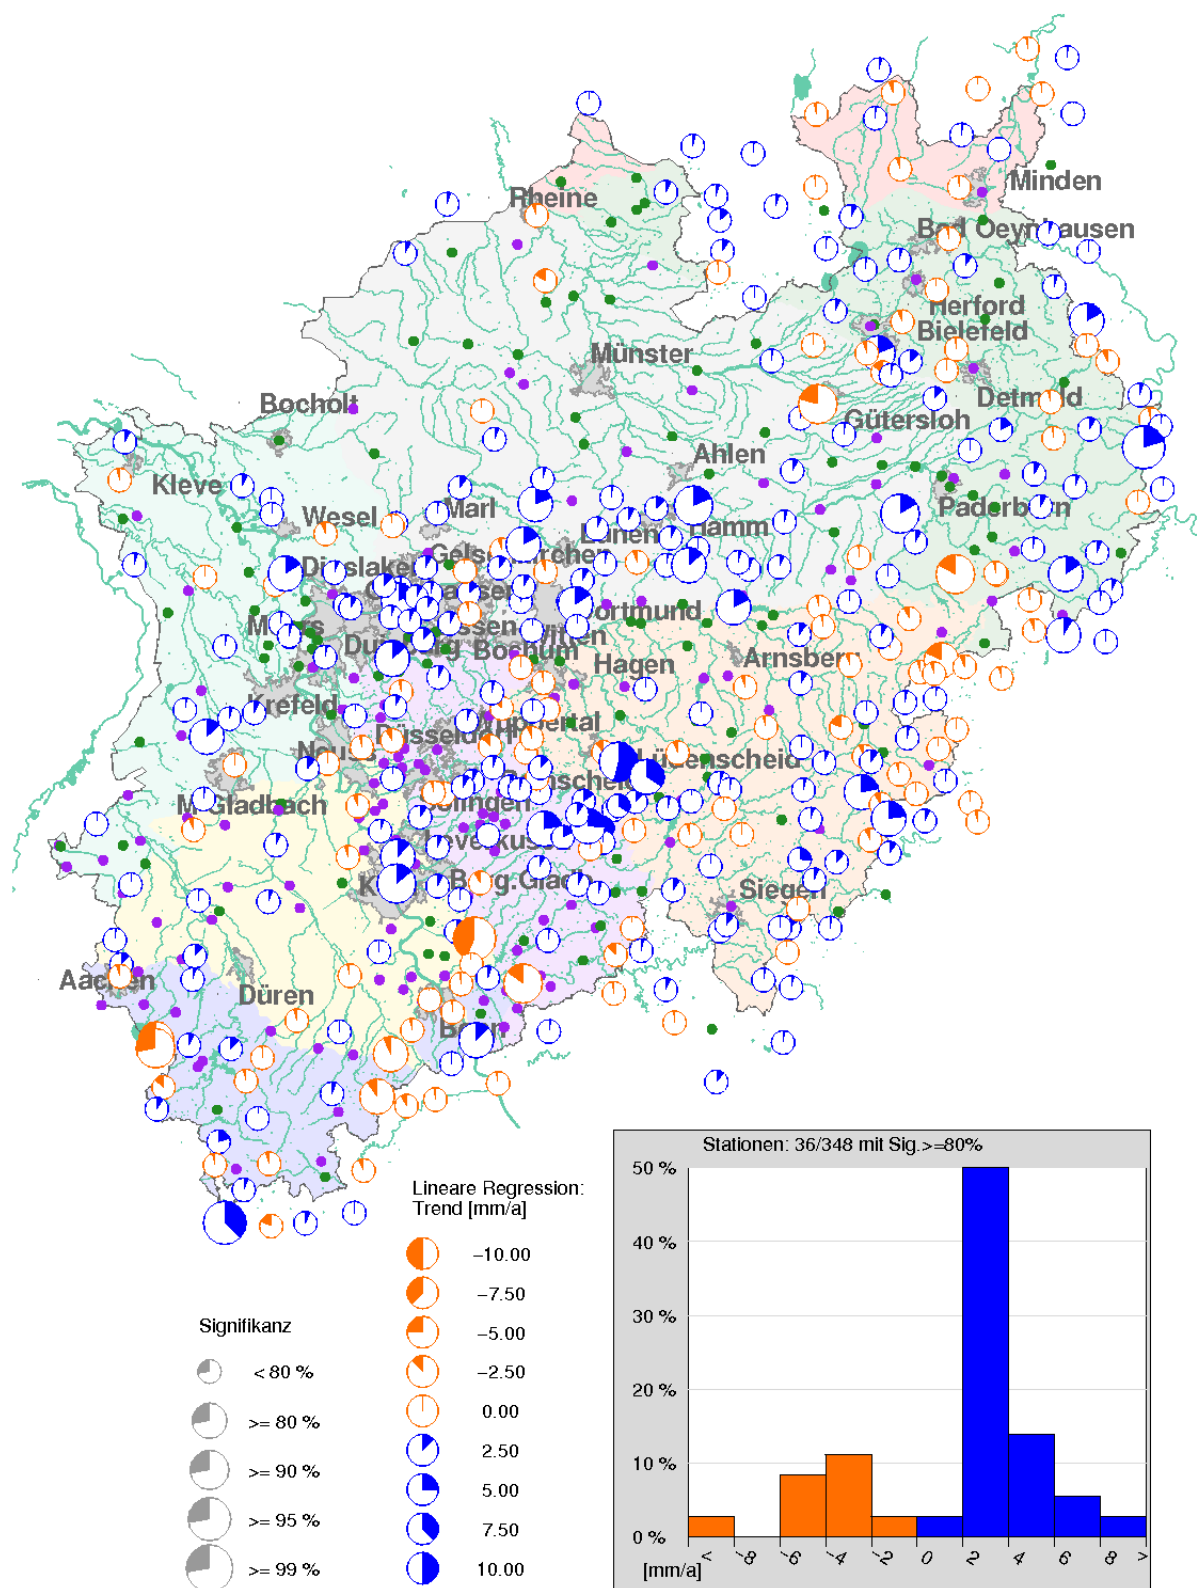 Minden
Rheine
Bad Oeynhausen
Herford
Bielefeld
Münster
Detmold
Bocholt
Gütersloh
Ahlen
Kleve
Paderborn
Wesel
Marl
Hamm
Lünen
Gelsenkirchen
Dinslaken
Dortmund
Essen
Witten
Moers
Duisburg
Bochum
Hagen
Arnsberg
Krefeld
Wuppertal
Düsseldorf
Neuss
Lüdenscheid
Remscheid
Solingen
M.Gladbach
Leverkusen
Berg.Gladb.
Siegen
Aachen
Düren
Bonn
Stationen: 36/348 mit Sig.>=80%
50 %
40 %
30 %
20 %
10 %
0 %
< -8 -6 -4 -2 0 2 4 6 8 >
[mm/a]
Lineare Regression:
Trend [mm/a]
−10.00
−7.50
−5.00
−2.50
0.00
2.50
5.00
7.50
10.00
Signifikanz
< 80 %
>= 80 %
>= 90 %
>= 95 %
>= 99 %